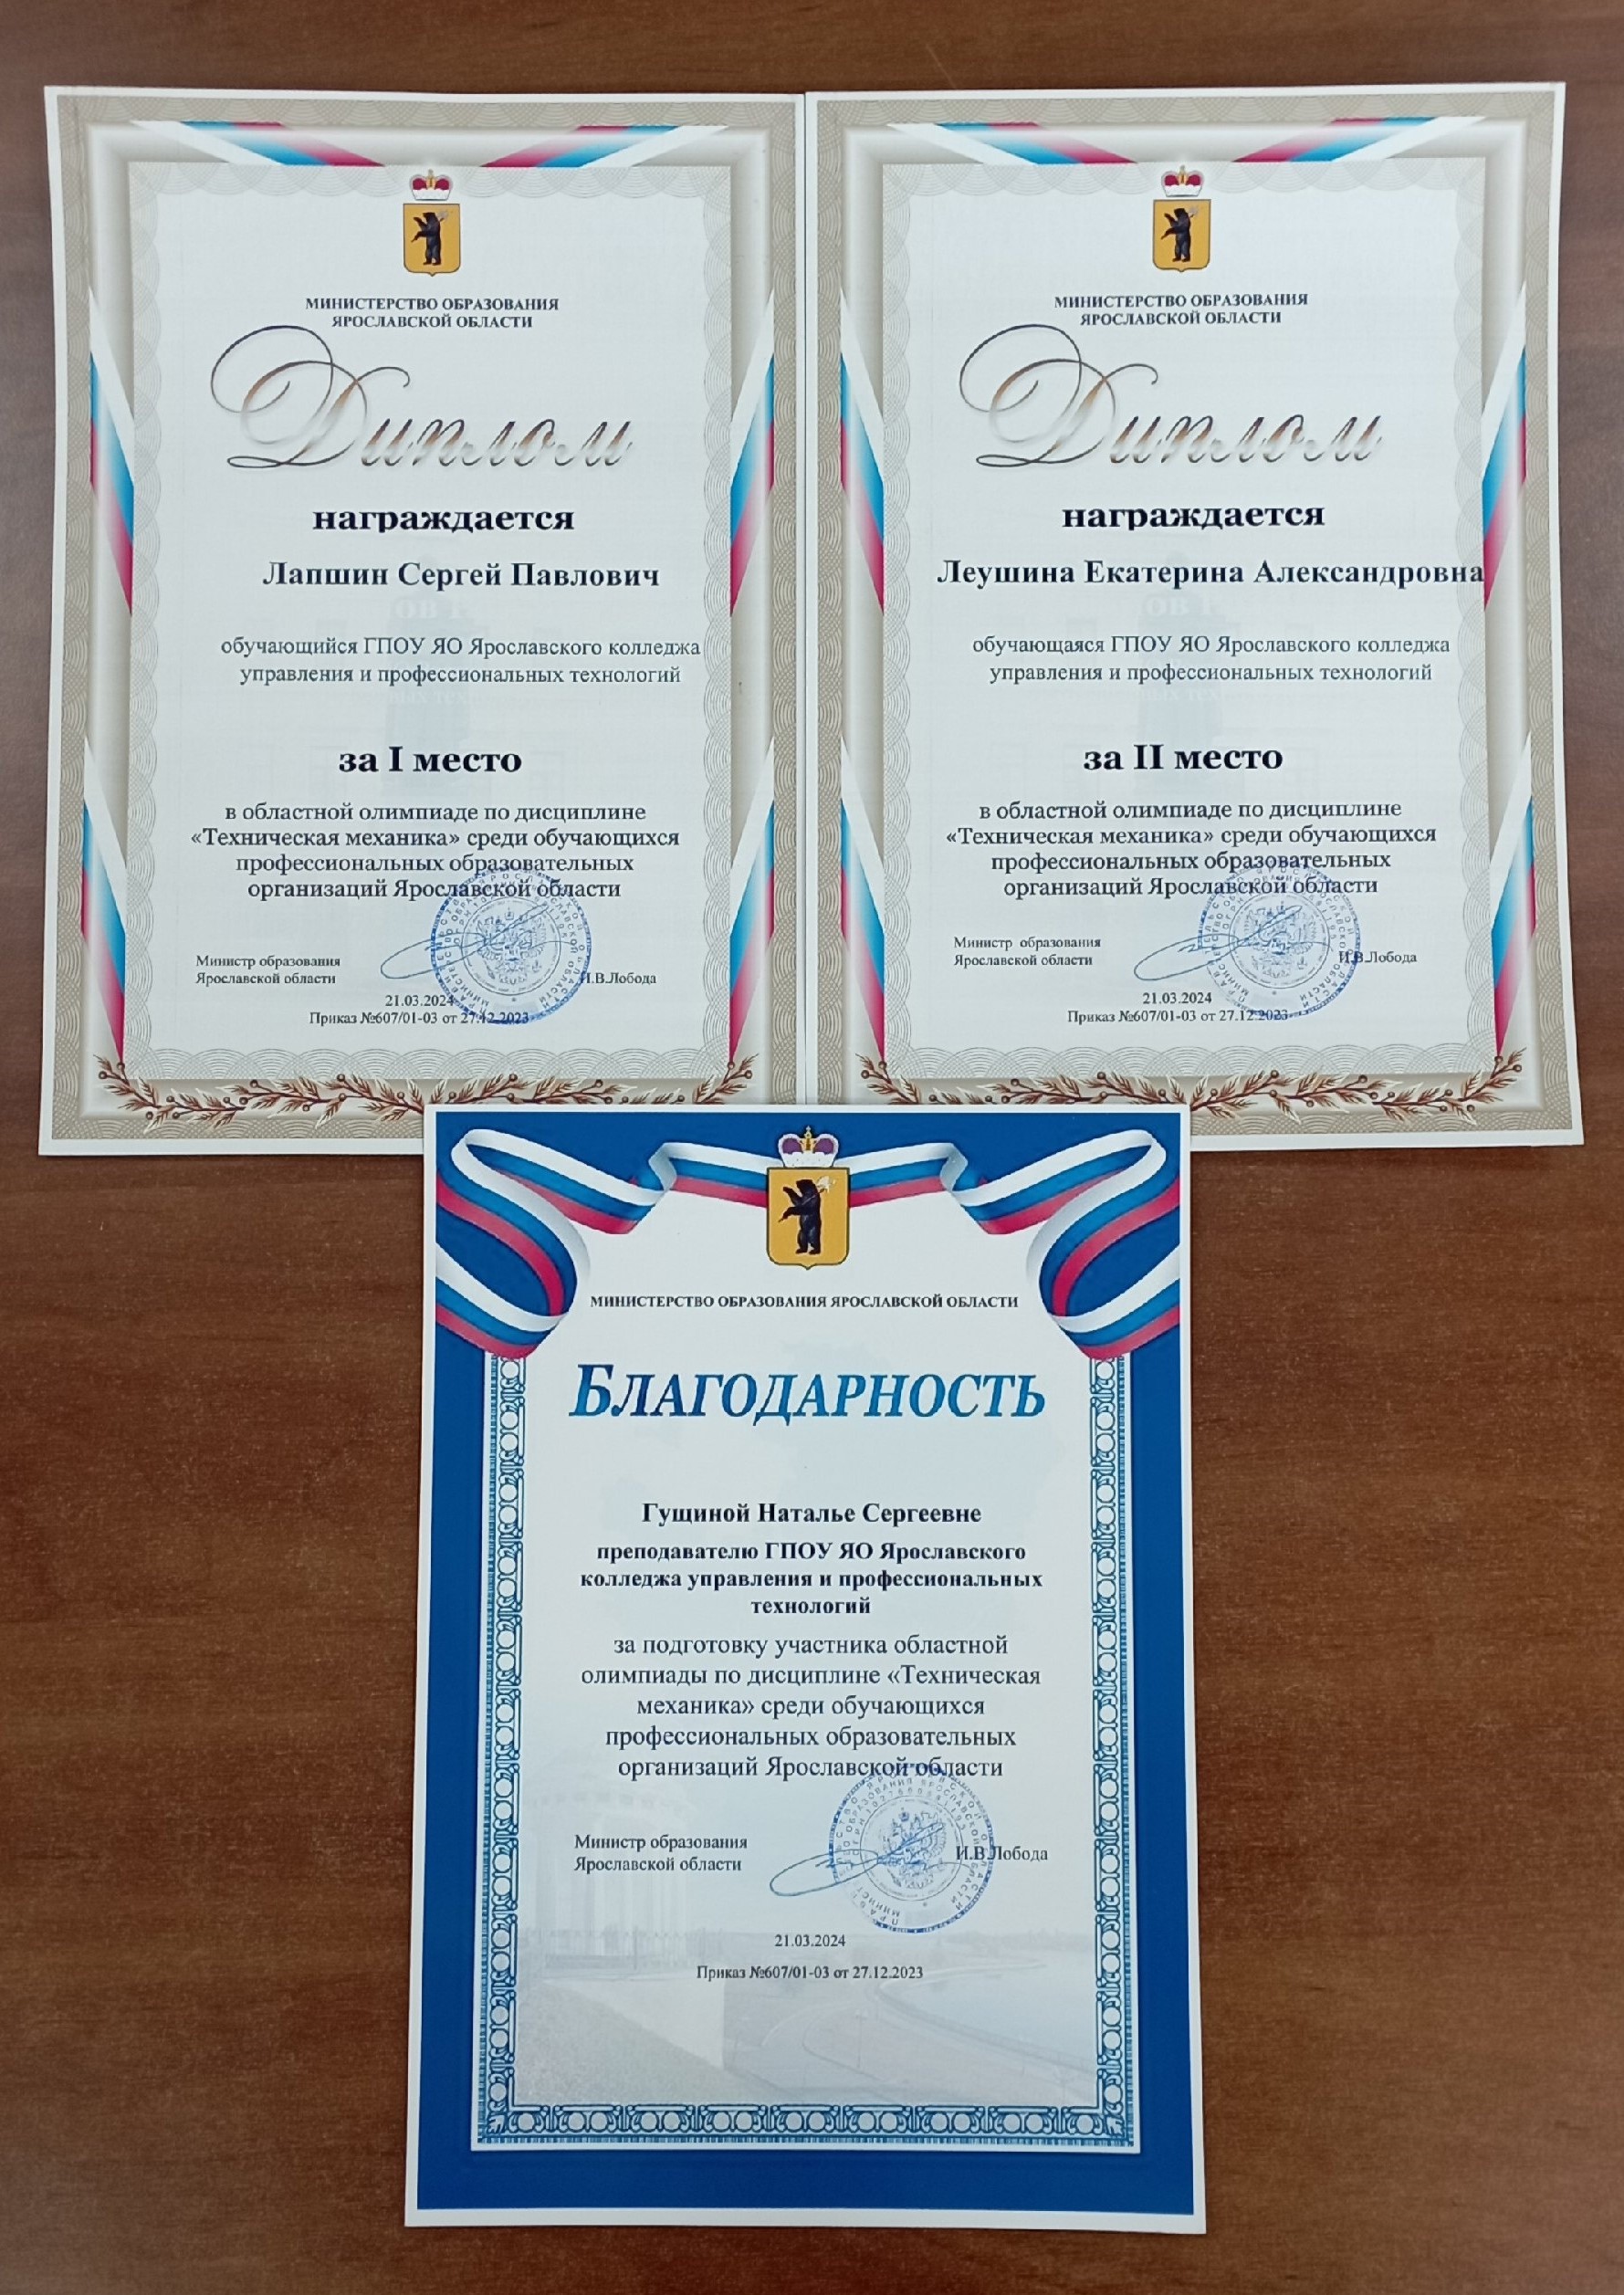 МИНИСТЕРСТВО ОБРАЗОВАНИЯ
ЯРОСЛАВСКОЙ ОБЛАСТИ
Диплом
награждается
Лапшин Сергей Павлович
обучающийся ГПОУ ЯО Ярославского колледжа
управления и профессиональных технологий
за I место
в областной олимпиаде по дисциплине
«Техническая механика» среди обучающихся
профессиональных образовательных
организаций Ярославской области
Министр образования
Ярославской области
И.В.Лобода
21.03.2024
Приказ №607/01-03 от 27.12.2023
МИНИСТЕРСТВО ОБРАЗОВАНИЯ
ЯРОСЛАВСКОЙ ОБЛАСТИ
Диплом
награждается
Леушина Екатерина Александровна
обучающаяся ГПОУ ЯО Ярославского колледжа
управления и профессиональных технологий
за II место
в областной олимпиаде по дисциплине
«Техническая механика» среди обучающихся
профессиональных образовательных
организаций Ярославской области
Министр образования
Ярославской области
И.В.Лобода
21.03.2024
Приказ №607/01-03 от 27.12.2023
МИНИСТЕРСТВО ОБРАЗОВАНИЯ ЯРОСЛАВСКОЙ ОБЛАСТИ
БЛАГОДАРНОСТЬ
Гущиной Наталье Сергеевне
преподавателю ГПОУ ЯО Ярославского
колледжа управления и профессиональных
технологий
за подготовку участника областной
олимпиады по дисциплине «Техническая
механика» среди обучающихся
профессиональных образовательных
организаций Ярославской области
Министр образования
Ярославской области
И.В.Лобода
21.03.2024
Приказ №607/01-03 от 27.12.2023